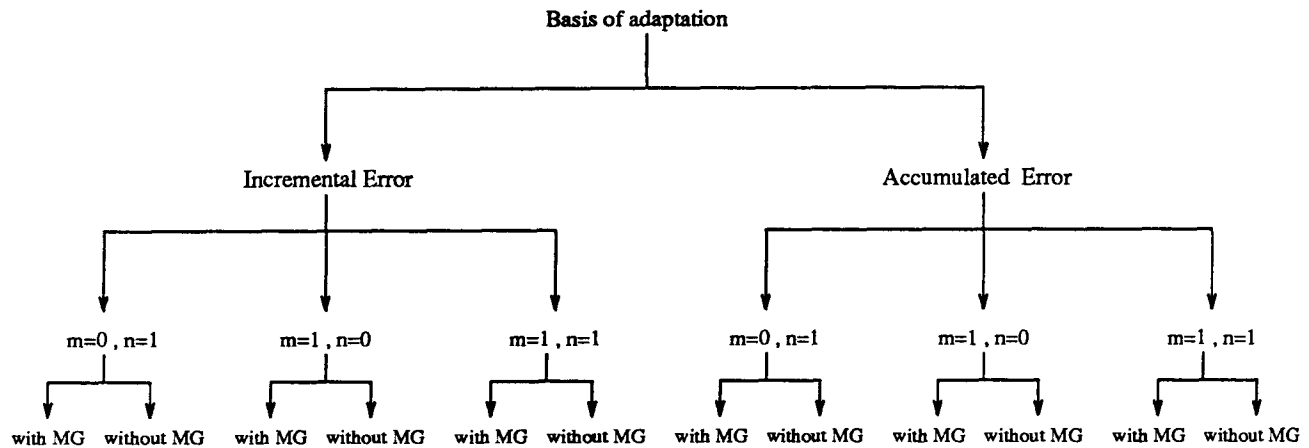 Basis of adaptation
Incremental Error Accumulated Error
m=0 , n=1 m=1 , n=0 m=1 , n=1 m=0 , n=1 m=1 , n=0 m=1 , n=1
with MG without MG with MG without MG with MG without MG with MG without MG with MG without MG with MG without MG